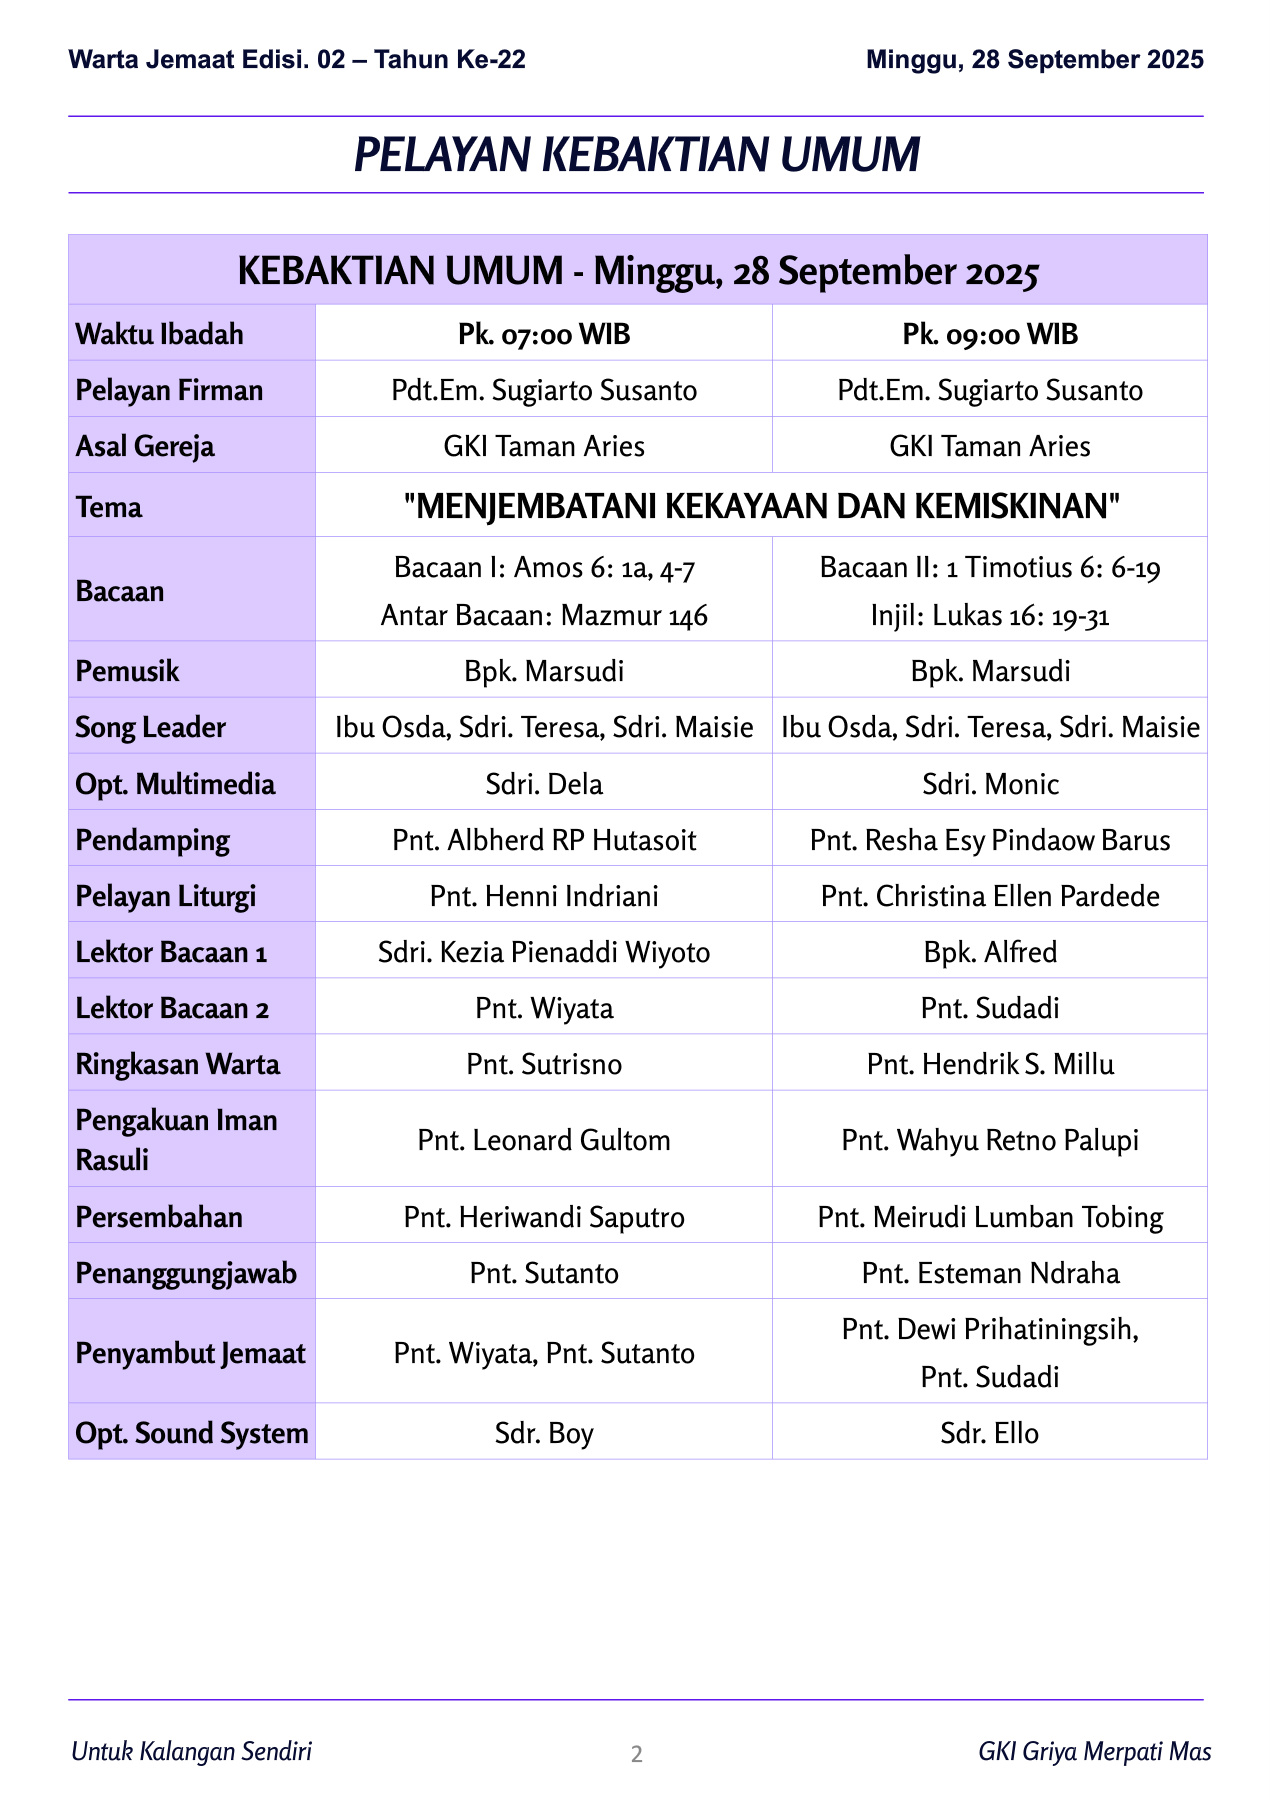 Warta Jemaat Edisi. 02 – Tahun Ke-22 Minggu, 28 September 2025
PELAYAN KEBAKTIAN UMUM
KEBAKTIAN UMUM - Minggu, 28 September 2025
Waktu Ibadah Pk. 07:00 WIB Pk. 09:00 WIB
Pelayan Firman Pdt.Em. Sugiarto Susanto Pdt.Em. Sugiarto Susanto
Asal Gereja GKI Taman Aries GKI Taman Aries
Tema "MENJEMBATANI KEKAYAAN DAN KEMISKINAN"
Bacaan Bacaan I: Amos 6: 1a, 4-7 Bacaan II: 1 Timotius 6: 6-19
Antar Bacaan: Mazmur 146 Injil: Lukas 16: 19-31
Pemusik Bpk. Marsudi Bpk. Marsudi
Song Leader Ibu Osda, Sdri. Teresa, Sdri. Maisie Ibu Osda, Sdri. Teresa, Sdri. Maisie
Opt. Multimedia Sdri. Dela Sdri. Monic
Pendamping Pnt. Albherd RP Hutasoit Pnt. Resha Esy Pindaow Barus
Pelayan Liturgi Pnt. Henni Indriani Pnt. Christina Ellen Pardede
Lektor Bacaan 1 Sdri. Kezia Pienaddi Wiyoto Bpk. Alfred
Lektor Bacaan 2 Pnt. Wiyata Pnt. Sudadi
Ringkasan Warta Pnt. Sutrisno Pnt. Hendrik S. Millu
Pengakuan Iman
Rasuli Pnt. Leonard Gultom Pnt. Wahyu Retno Palupi
Persembahan Pnt. Heriwandi Saputro Pnt. Meirudi Lumban Tobing
Penanggungjawab Pnt. Sutanto Pnt. Esteman Ndraha
Penyambut Jemaat Pnt. Wiyata, Pnt. Sutanto Pnt. Dewi Prihatiningsih,
Pnt. Sudadi
Opt. Sound System Sdr. Boy Sdr. Ello
Untuk Kalangan Sendiri 2 GKI Griya Merpati Mas